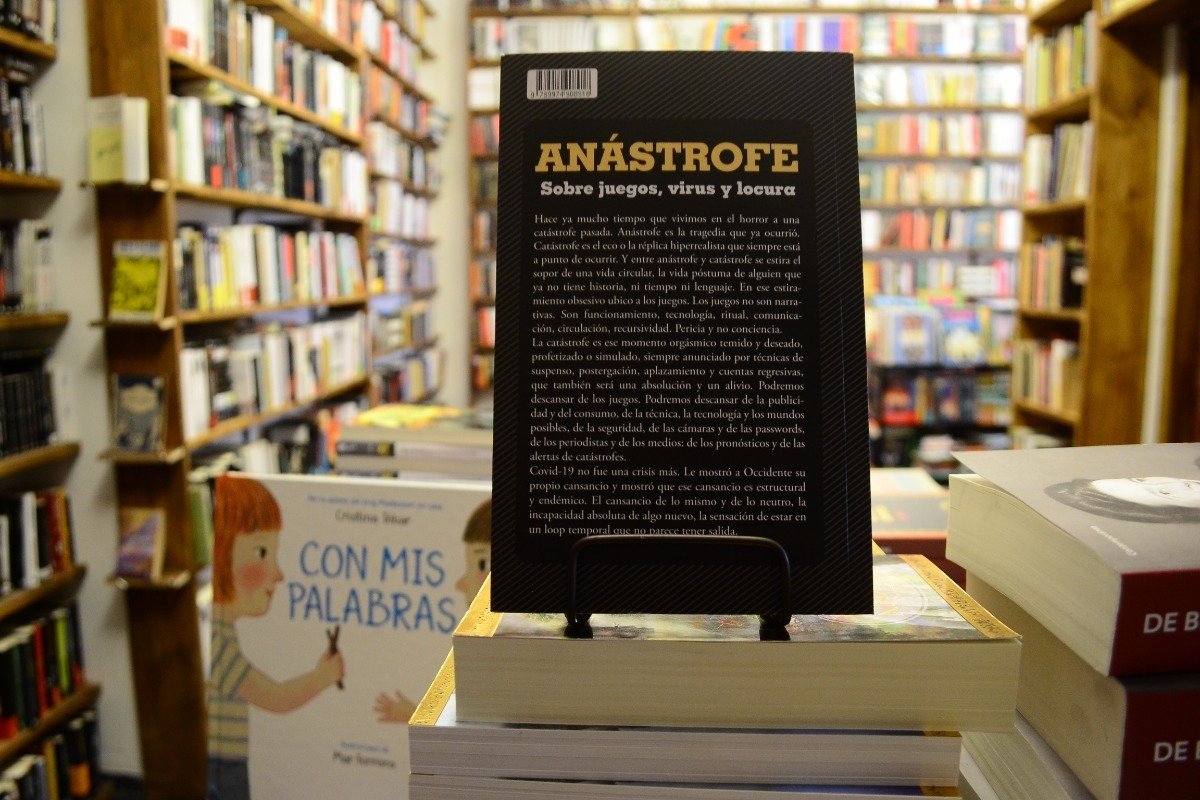 ANÁSTROFE
Sobre juegos, virus y locura
Hace ya mucho tiempo que vivimos en el horror a una
catástrofe pasada. Anástrofe es la tragedia que ya ocurrió.
Catástrofe es el eco o la réplica hiperrealista que siempre está
a punto de ocurrir. Y entre anástrofe y catástrofe se estira el
sopor de una vida circular, la vida póstuma de alguien que
ya no tiene historia, ni tiempo ni lenguaje. En ese estira-
miento obsesivo ubico a los juegos. Los juegos no son narra-
tivas. Son funcionamiento, tecnología, ritual, comunica-
ción, circulación, recursividad. Pericia y no conciencia.
La catástrofe es ese momento orgásmico temido y deseado,
profetizado o simulado, siempre anunciado por técnicas de
suspenso, postergación, aplazamiento y cuentas regresivas,
que también será una absolución y un alivio. Podremos
descansar de los juegos. Podremos descansar de la publici-
dad y del consumo, de la técnica, la tecnología y los mundos
posibles, de la seguridad, de las cámaras y de las passwords,
de los periodistas y de los medios: de los pronósticos y de las
alertas de catástrofes.
Covid-19 no fue una crisis más. Le mostró a Occidente su
propio cansancio y mostró que ese cansancio es estructural
y endémico. El cansancio de lo mismo y de lo neutro, la
incapacidad absoluta de algo nuevo, la sensación de estar en
un loop temporal que no parece tener salida.
CON MIS
PALABRAS
DE B
DE